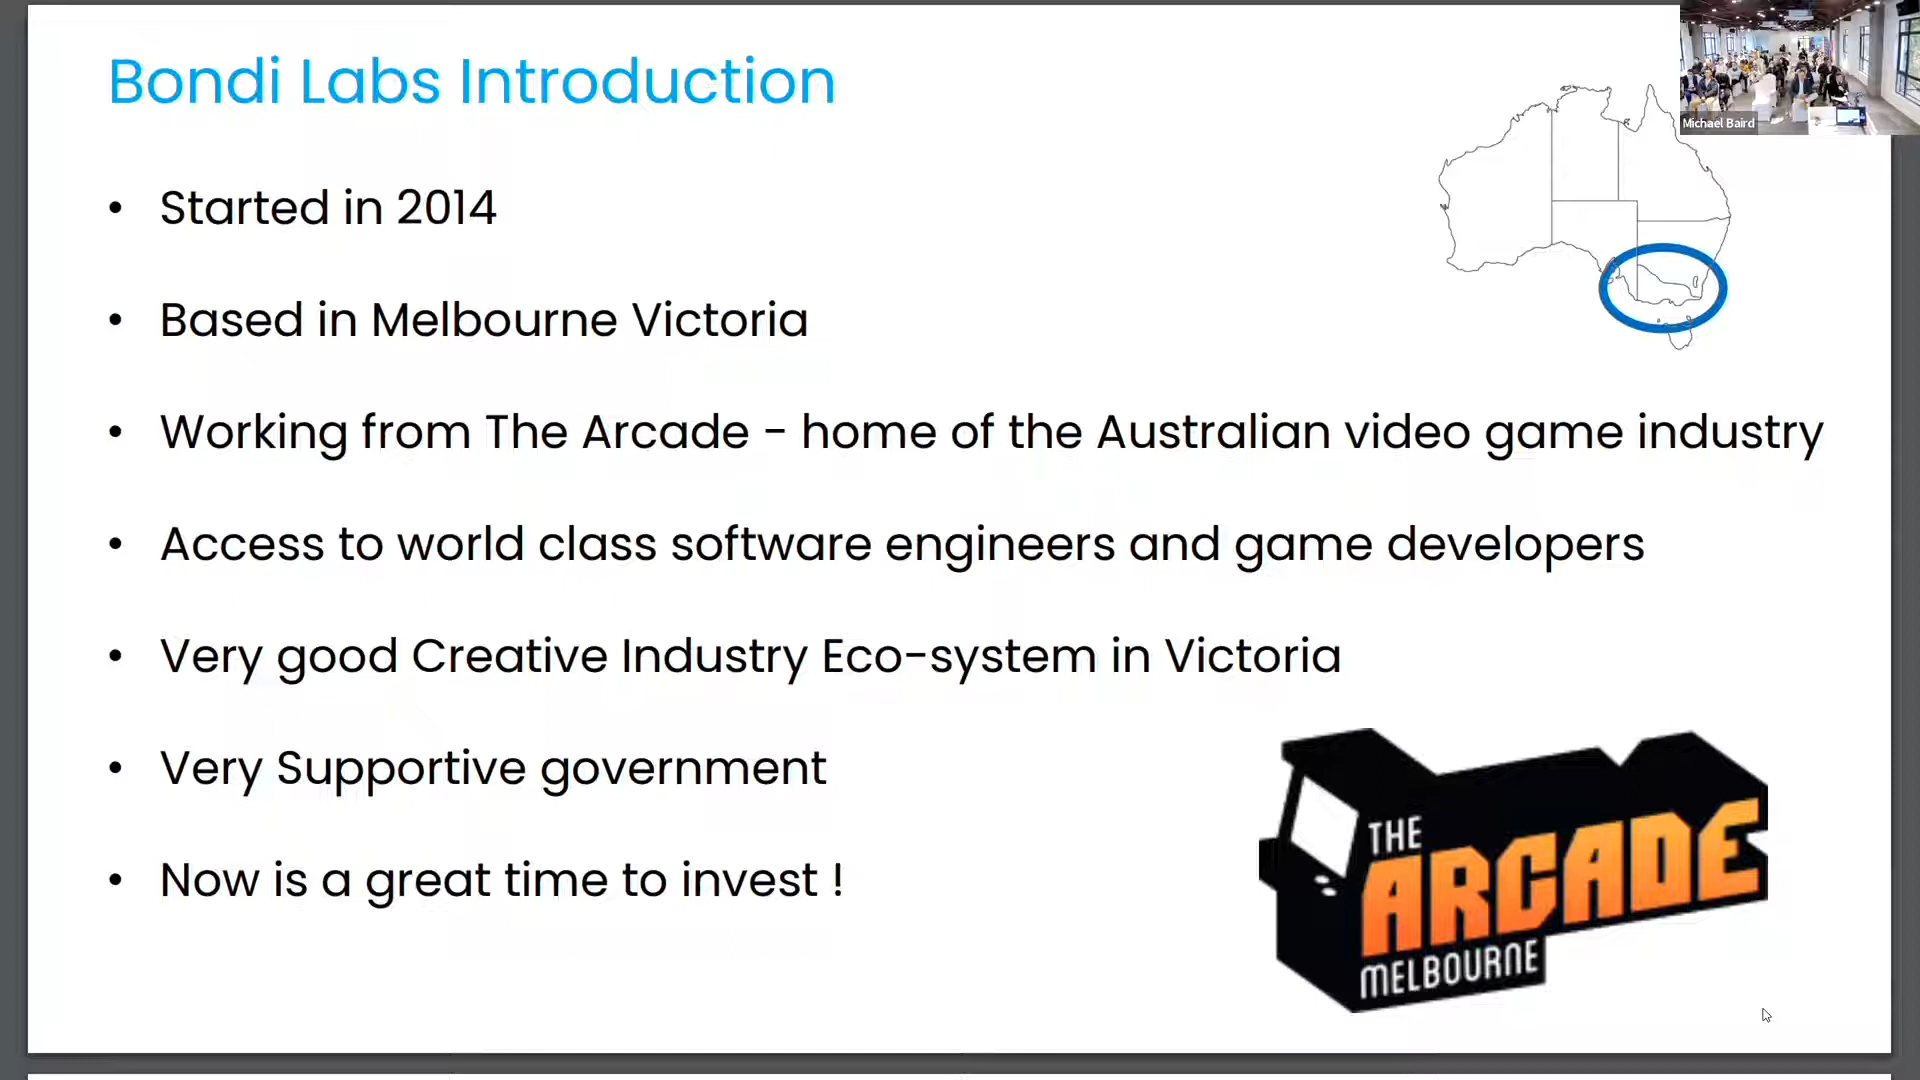 Bondi Labs Introduction
Michael Baird
• Started in 2014
• Based in Melbourne Victoria
• Working from The Arcade - home of the Australian video game industry
• Access to world class software engineers and game developers
• Very good Creative Industry Eco-system in Victoria
• Very Supportive government
• Now is a great time to invest !
THE
ARCADE
MELBOURNE